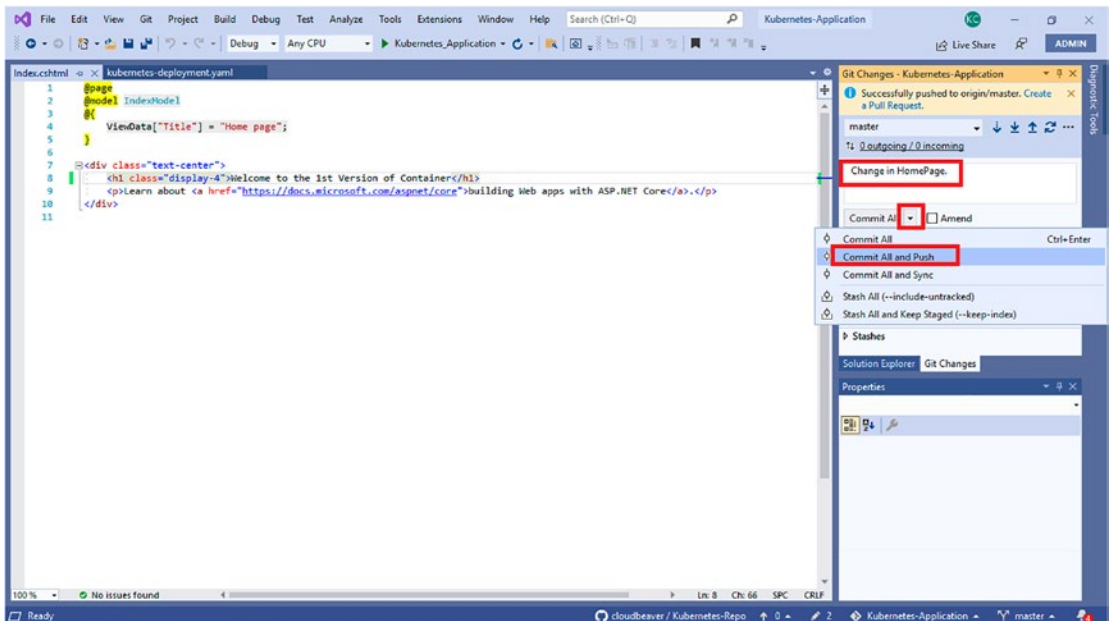 File Edit View Git Project Build Debug Test Analyze Tools Extensions Window Help Search (Ctrl+Q) Kubernetes-Application KC
Debug Any CPU Kubernetes_Application Live Share ADMIN
Index.cshtml kubernetes-deployment.yaml
1 @page
2 @model IndexModel
3 @{
4 ViewData["Title"] = "Home page";
5 }
6
7 <div class="text-center">
8 <h1 class="display-4">Welcome to the 1st Version of Container</h1>
9 <p>Learn about <a href="https://docs.microsoft.com/aspnet/core">building Web apps with ASP.NET Core</a>.</p>
10 </div>
11
Git Changes - Kubernetes-Application
Successfully pushed to origin/master. Create
a Pull Request.
master
0 outgoing / 0 incoming
Change in HomePage.
Commit All Amend
Commit All Ctrl+Enter
Commit All and Push
Commit All and Sync
Stash All (--include-untracked)
Stash All and Keep Staged (--keep-index)
Stashes
Solution Explorer Git Changes
Properties
Diagnostic Tools
100 % No issues found Ln: 8 Ch: 66 SPC CRLF
Ready cloudbeaver / Kubernetes-Repo 0 2 Kubernetes-Application master 4